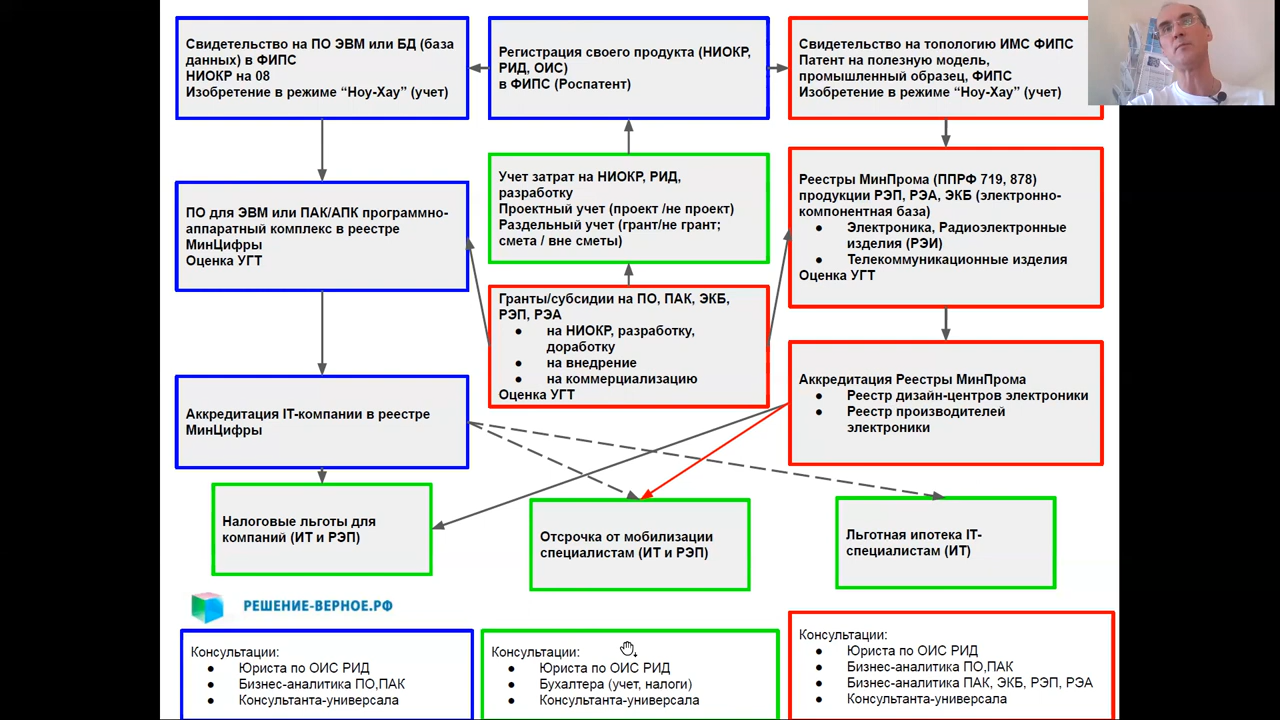 Свидетельство на ПО ЭВМ или БД (база
данных) в ФИПС
НИОКР на 08
Изобретение в режиме “Ноу-Хау” (учет)
Регистрация своего продукта (НИОКР,
РИД, ОИС)
в ФИПС (Роспатент)
Свидетельство на топологию ИМС ФИПС
Патент на полезную модель,
промышленный образец, ФИПС
Изобретение в режиме “Ноу-Хау” (учет)
Учет затрат на НИОКР, РИД,
разработку
Проектный учет (проект /не проект)
Раздельный учет (грант/не грант;
смета / вне сметы)
ПО для ЭВМ или ПАК/АПК программно-
аппаратный комплекс в реестре
МинЦифры
Оценка УГТ
Реестры МинПрома (ППРФ 719, 878)
продукции РЭП, РЭА, ЭКБ (электронно-
компонентная база)
● Электроника, Радиоэлектронные
изделия (РЭИ)
● Телекоммуникационные изделия
Оценка УГТ
Гранты/субсидии на ПО, ПАК, ЭКБ,
РЭП, РЭА
● на НИОКР, разработку,
доработку
● на внедрение
● на коммерциализацию
Оценка УГТ
Аккредитация IT-компании в реестре
МинЦифры
Аккредитация Реестры МинПрома
● Реестр дизайн-центров электроники
● Реестр производителей
электроники
Налоговые льготы для
компаний (ИТ и РЭП)
Отсрочка от мобилизации
специалистам (ИТ и РЭП)
Льготная ипотека IT-
специалистам (ИТ)
РЕШЕНИЕ-ВЕРНОЕ.РФ
Консультации:
● Юриста по ОИС РИД
● Бизнес-аналитика ПО,ПАК
● Консультанта-универсала
Консультации:
● Юриста по ОИС РИД
● Бухгалтера (учет, налоги)
● Консультанта-универсала
Консультации:
● Юриста по ОИС РИД
● Бизнес-аналитика ПО,ПАК
● Бизнес-аналитика ПАК, ЭКБ, РЭП, РЭА
● Консультанта-универсала